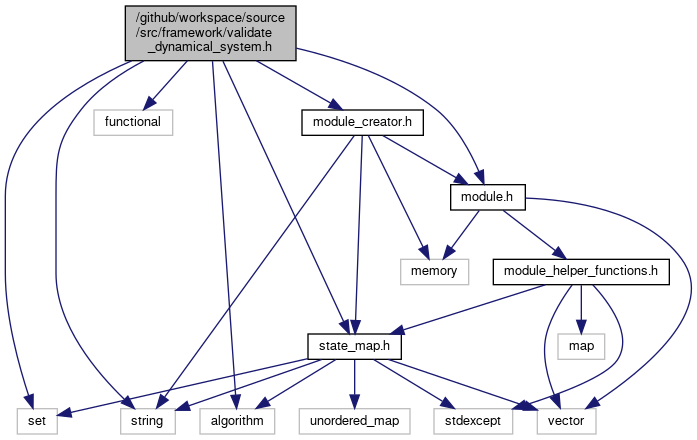 /github/workspace/source
/src/framework/validate
_dynamical_system.h
functional
module_creator.h
module.h
memory
module_helper_functions.h
state_map.h
map
set
string
algorithm
unordered_map
stdexcept
vector